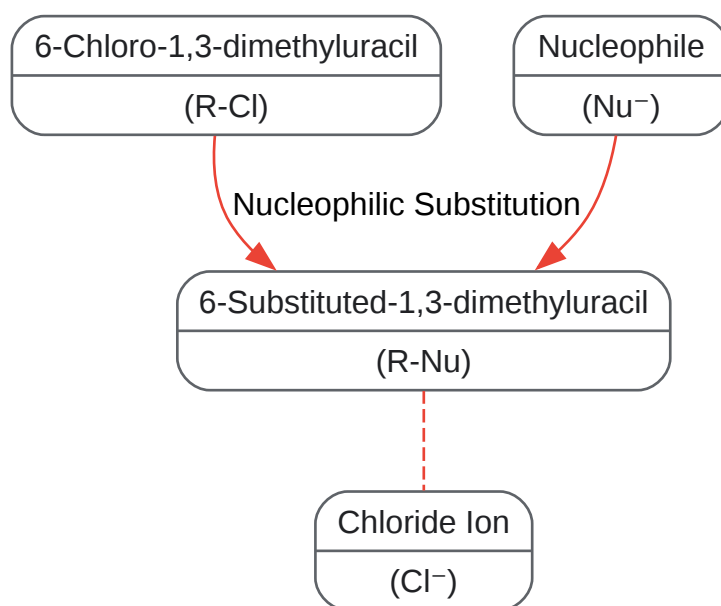 6-Chloro-1,3-dimethyluracil
(R-Cl)
Nucleophile
(Nu⁻)
Nucleophilic Substitution
6-Substituted-1,3-dimethyluracil
(R-Nu)
Chloride Ion
(Cl⁻)